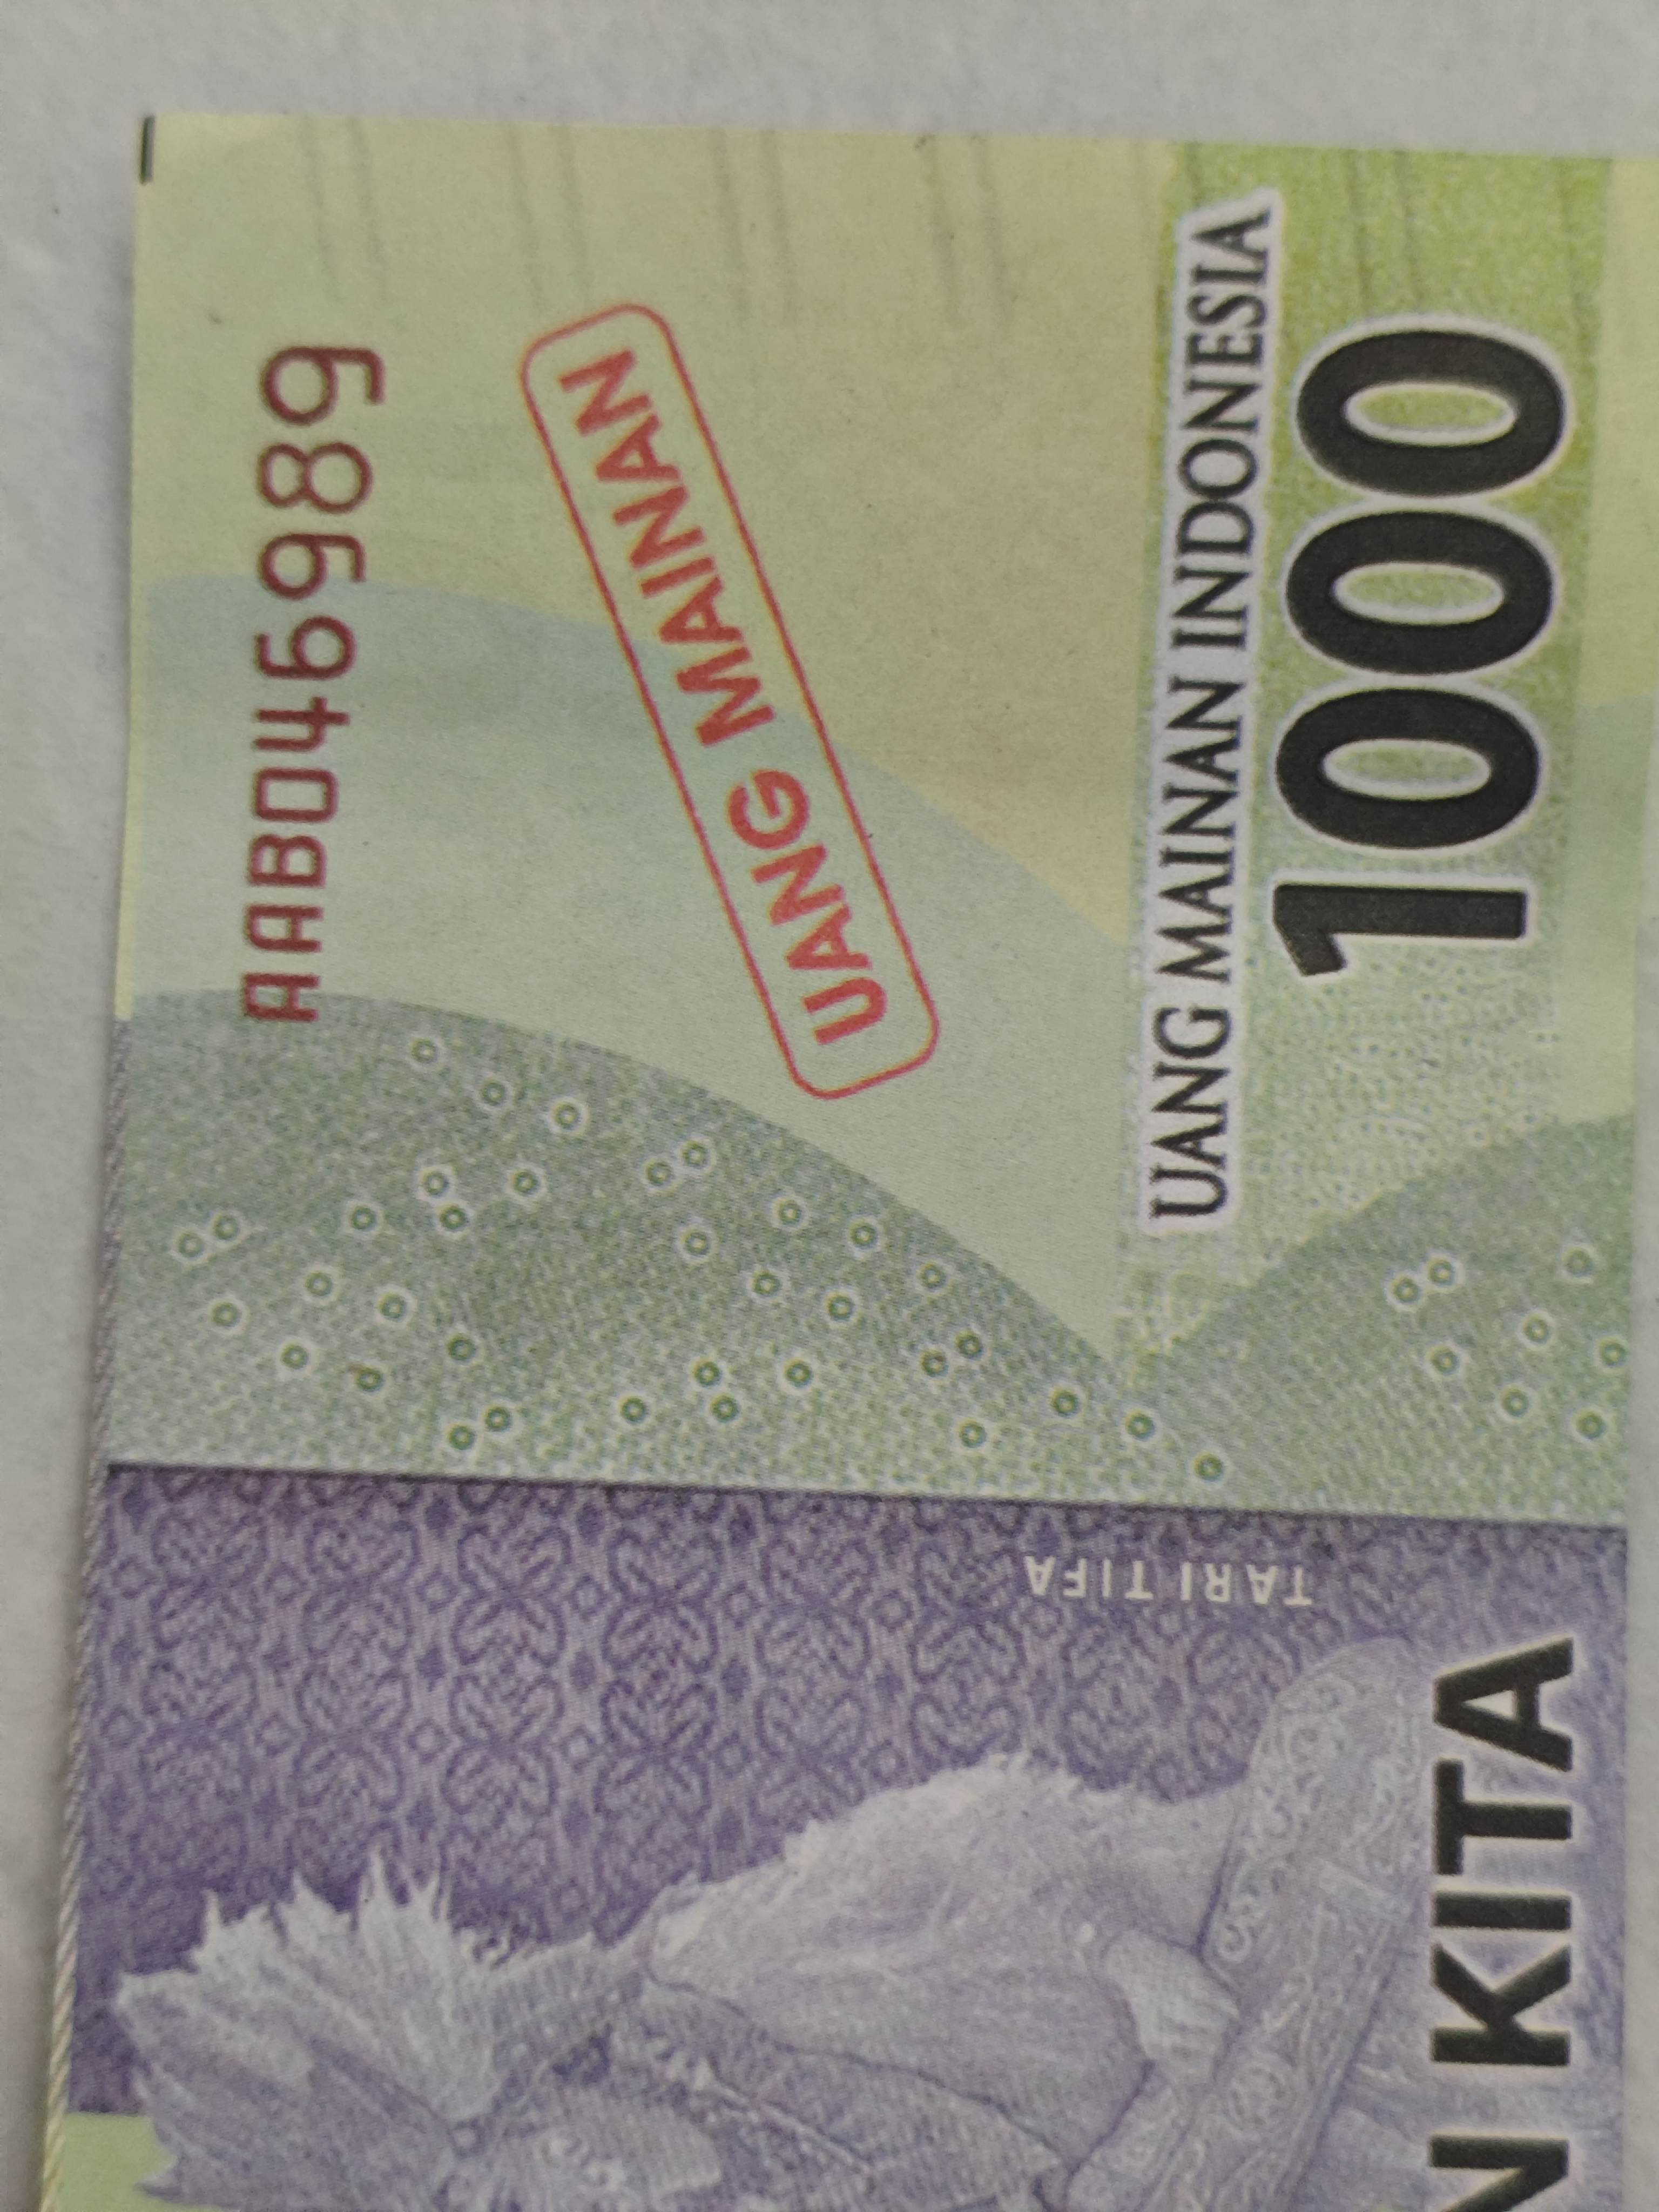 AAB046989
UANG MAINAN
UANG MAINAN INDONESIA
1000
TARI TIFA
N KITA